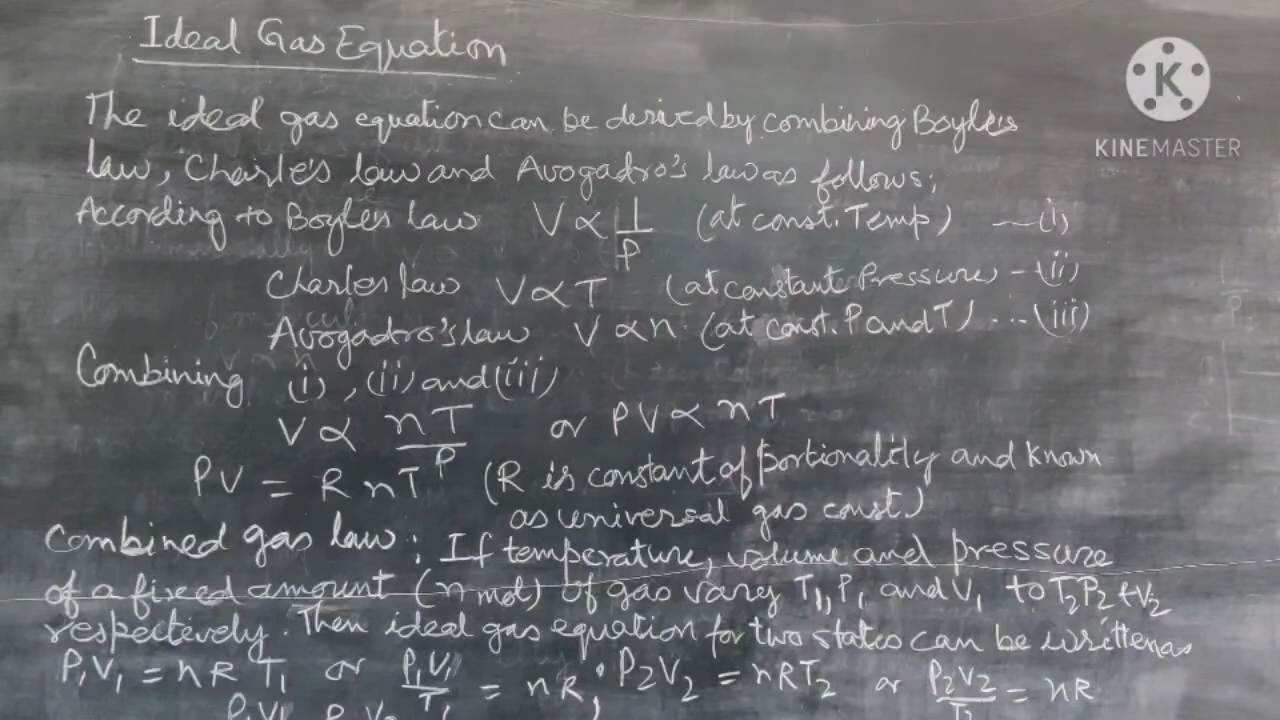 Ideal Gas Equation
K
KINEMASTER
The ideal gas equation can be derived by combining Boyle's
law, Charle's law and Avogadro's law as follows;
According to Boyles law V ∝ 1/P (at const. Temp) —(i)
Charles law V ∝ T (at constant Pressure) -(ii)
Avogadro's law V ∝ n. (at const. P and T) ...(iii)
Combining (i), (ii) and (iii)
V ∝ nT/P or PV ∝ nT
PV = R n T (R is constant of portionality and known
as universal gas const.)
Combined gas law: If temperature, volume and pressure
of a fixed amount (n mol) of gas vary T₁, P₁ and V₁ to T₂P₂ + V₂
respectively. Then ideal gas equation for two states can be written as
P₁V₁ = nR T₁ or P₁V₁/T₁ = nR, P₂V₂ = nRT₂ or P₂V₂/T₂ = nR
P₁V₁ P₂V₂